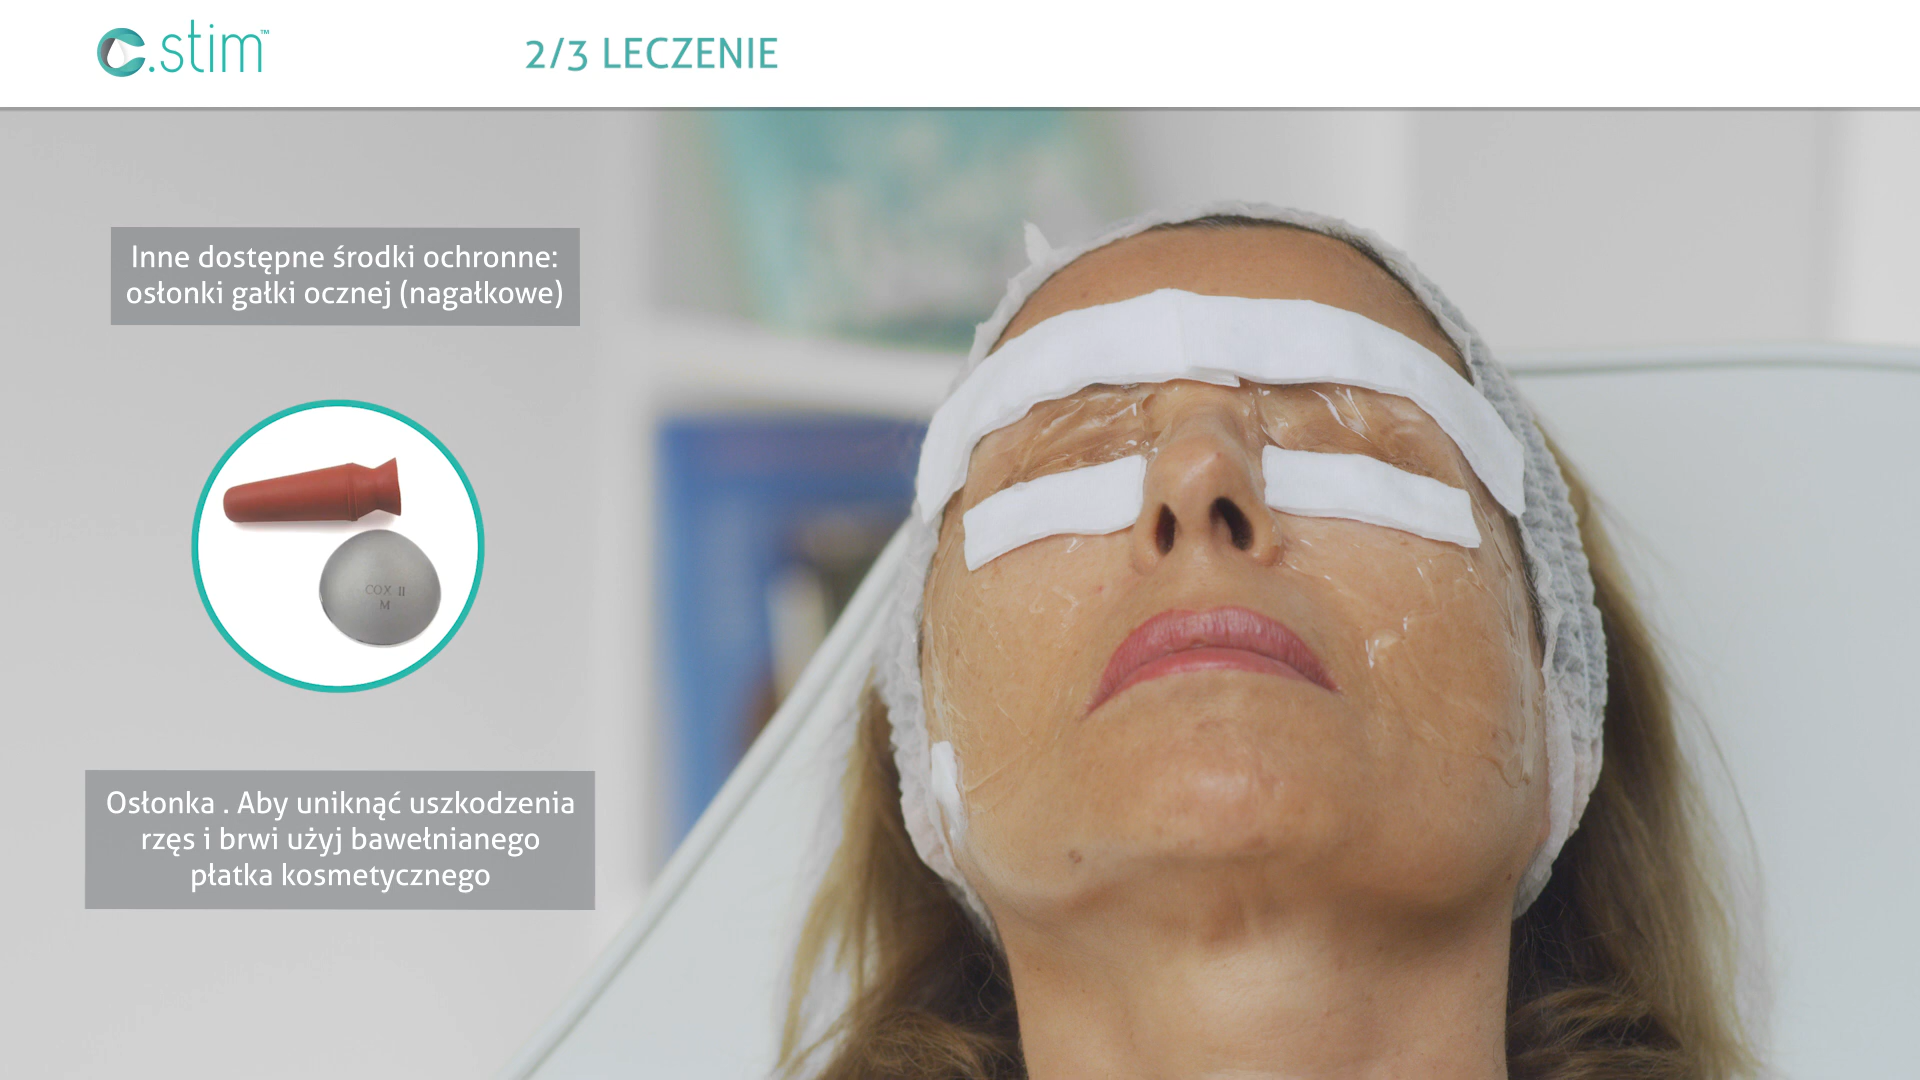 c.stim™
2/3 LECZENIE
Inne dostępne środki ochronne:
osłonki gałki ocznej (nagałkowe)
COX II
M
Osłonka . Aby uniknąć uszkodzenia
rzęs i brwi użyj bawełnianego
płatka kosmetycznego